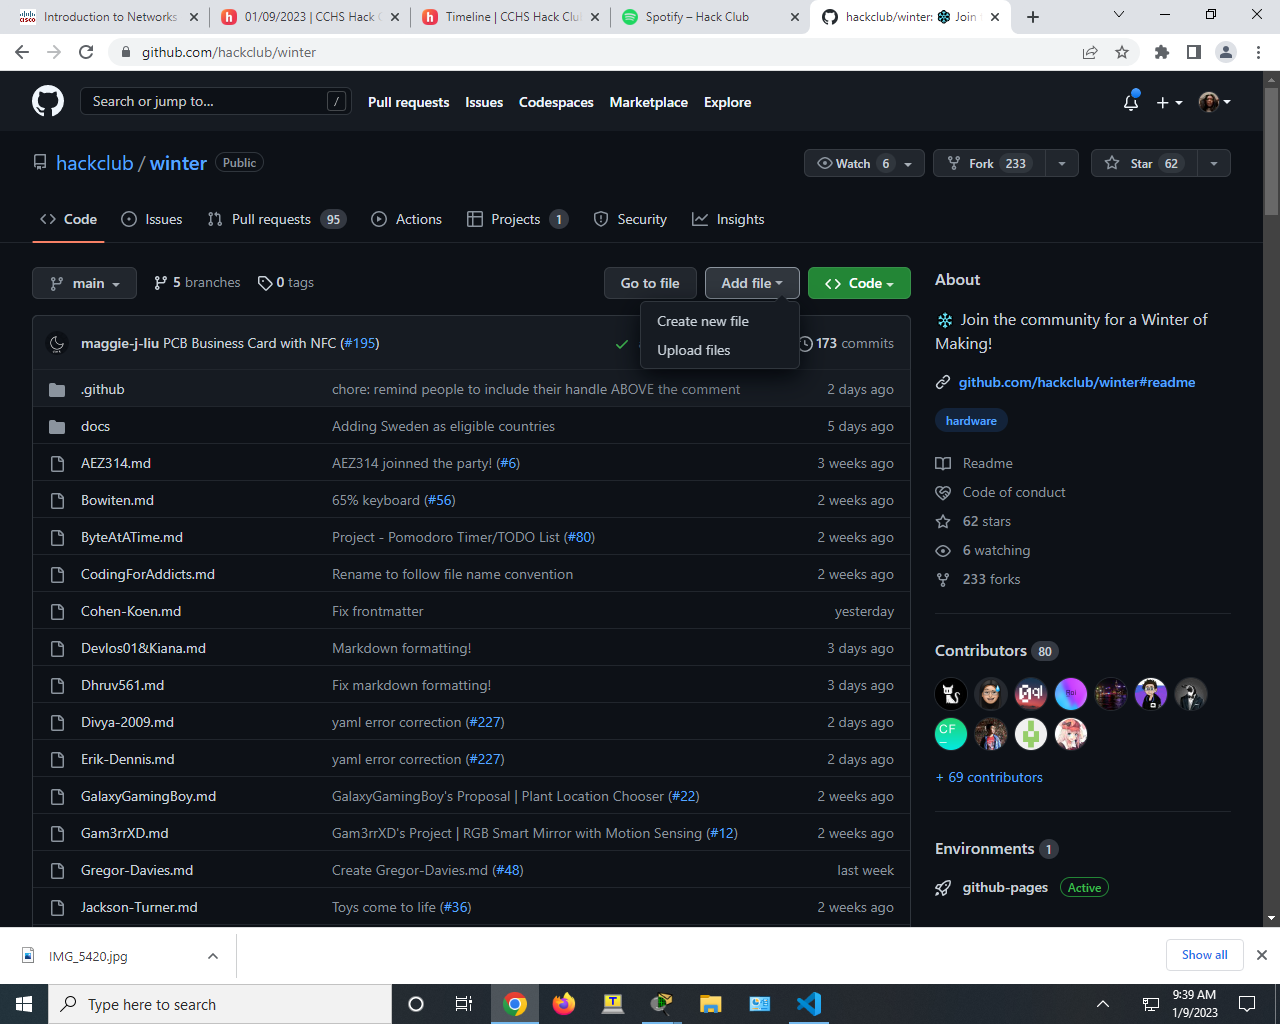 Introduction to Networks
01/09/2023 | CCHS Hack C
Timeline | CCHS Hack Clu
Spotify – Hack Club
hackclub/winter: ❄ Join t
github.com/hackclub/winter
Search or jump to...
/
Pull requests
Issues
Codespaces
Marketplace
Explore
hackclub / winter
Public
Watch 6
Fork 233
Star 62
Code
Issues
Pull requests 95
Actions
Projects 1
Security
Insights
main
5 branches
0 tags
Go to file
Add file
Code
Create new file
Upload files
maggie-j-liu PCB Business Card with NFC (#195)
173 commits
.github
chore: remind people to include their handle ABOVE the comment
2 days ago
docs
Adding Sweden as eligible countries
5 days ago
AEZ314.md
AEZ314 joined the party! (#6)
3 weeks ago
Bowiten.md
65% keyboard (#56)
2 weeks ago
ByteAtATime.md
Project - Pomodoro Timer/TODO List (#80)
2 weeks ago
CodingForAddicts.md
Rename to follow file name convention
2 weeks ago
Cohen-Koen.md
Fix frontmatter
yesterday
Devlos01&Kiana.md
Markdown formatting!
3 days ago
Dhruv561.md
Fix markdown formatting!
3 days ago
Divya-2009.md
yaml error correction (#227)
2 days ago
Erik-Dennis.md
yaml error correction (#227)
2 days ago
GalaxyGamingBoy.md
GalaxyGamingBoy's Proposal | Plant Location Chooser (#22)
2 weeks ago
Gam3rrXD.md
Gam3rrXD's Project | RGB Smart Mirror with Motion Sensing (#12)
2 weeks ago
Gregor-Davies.md
Create Gregor-Davies.md (#48)
last week
Jackson-Turner.md
Toys come to life (#36)
2 weeks ago
About
❄ Join the community for a Winter of
Making!
github.com/hackclub/winter#readme
hardware
Readme
Code of conduct
62 stars
6 watching
233 forks
Contributors 80
+ 69 contributors
Environments 1
github-pages Active
IMG_5420.jpg
Show all
Type here to search
9:39 AM
1/9/2023